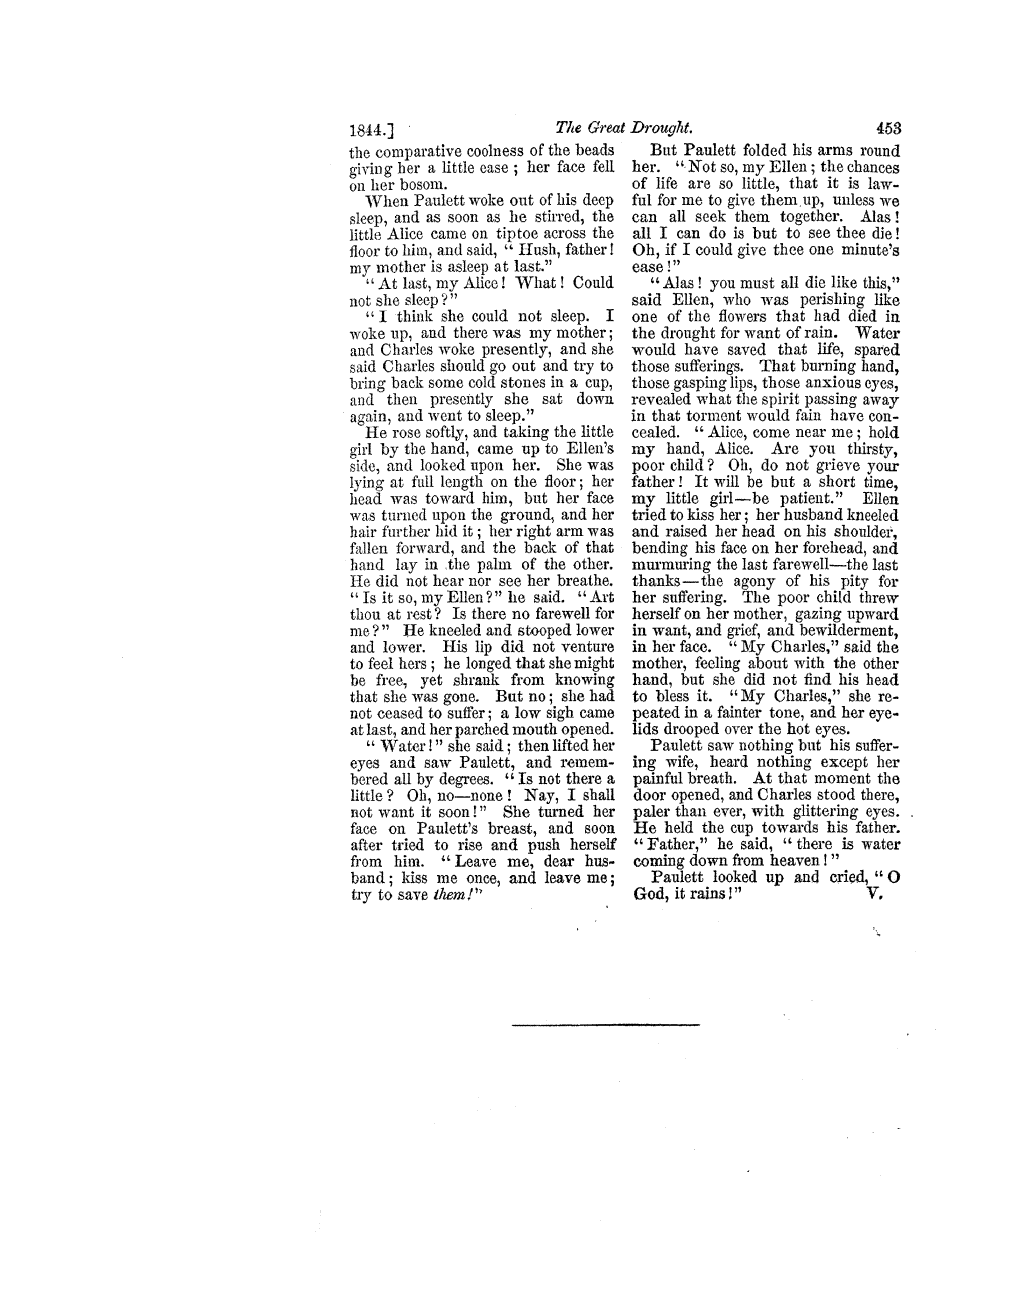 1844.] The Great Drought. 453
the comparative coolness of the beads
giving her a little ease ; her face fell
on her bosom.
When Paulett woke out of his deep
sleep, and as soon as he stirred, the
little Alice came on tiptoe across the
floor to him, and said, “ Hush, father !
my mother is asleep at last.”
“ At last, my Alice ! What ! Could
not she sleep ?”
“ I think she could not sleep. I
woke up, and there was my mother ;
and Charles woke presently, and she
said Charles should go out and try to
bring back some cold stones in a cup,
and then presently she sat down
again, and went to sleep.”
He rose softly, and taking the little
girl by the hand, came up to Ellen’s
side, and looked upon her. She was
lying at full length on the floor ; her
head was toward him, but her face
was turned upon the ground, and her
hair further hid it ; her right arm was
fallen forward, and the back of that
hand lay in the palm of the other.
He did not hear nor see her breathe.
“ Is it so, my Ellen ?” he said. “ Art
thou at rest ? Is there no farewell for
me ?” He kneeled and stooped lower
and lower. His lip did not venture
to feel hers ; he longed that she might
be free, yet shrank from knowing
that she was gone. But no ; she had
not ceased to suffer ; a low sigh came
at last, and her parched mouth opened.
“ Water !” she said ; then lifted her
eyes and saw Paulett, and remem-
bered all by degrees. “ Is not there a
little ? Oh, no—none ! Nay, I shall
not want it soon !” She turned her
face on Paulett’s breast, and soon
after tried to rise and push herself
from him. “ Leave me, dear hus-
band ; kiss me once, and leave me ;
try to save them !”
But Paulett folded his arms round
her. “ Not so, my Ellen ; the chances
of life are so little, that it is law-
ful for me to give them up, unless we
can all seek them together. Alas !
all I can do is but to see thee die !
Oh, if I could give thee one minute’s
ease !”
“ Alas ! you must all die like this,”
said Ellen, who was perishing like
one of the flowers that had died in
the drought for want of rain. Water
would have saved that life, spared
those sufferings. That burning hand,
those gasping lips, those anxious eyes,
revealed what the spirit passing away
in that torment would fain have con-
cealed. “ Alice, come near me ; hold
my hand, Alice. Are you thirsty,
poor child ? Oh, do not grieve your
father ! It will be but a short time,
my little girl—be patient.” Ellen
tried to kiss her ; her husband kneeled
and raised her head on his shoulder,
bending his face on her forehead, and
murmuring the last farewell—the last
thanks—the agony of his pity for
her suffering. The poor child threw
herself on her mother, gazing upward
in want, and grief, and bewilderment,
in her face. “ My Charles,” said the
mother, feeling about with the other
hand, but she did not find his head
to bless it. “ My Charles,” she re-
peated in a fainter tone, and her eye-
lids drooped over the hot eyes.
Paulett saw nothing but his suffer-
ing wife, heard nothing except her
painful breath. At that moment the
door opened, and Charles stood there,
paler than ever, with glittering eyes.
He held the cup towards his father.
“ Father,” he said, “ there is water
coming down from heaven ! ”
Paulett looked up and cried, “ O
God, it rains !” V.